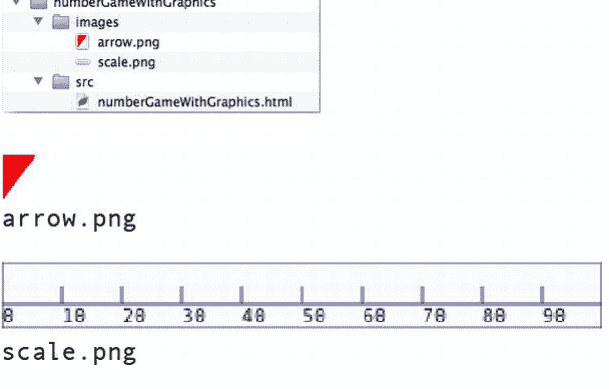 numberGameWithGraphics
images
arrow.png
scale.png
src
numberGameWithGraphics.html
arrow.png
0 10 20 30 40 50 60 70 80 90
scale.png